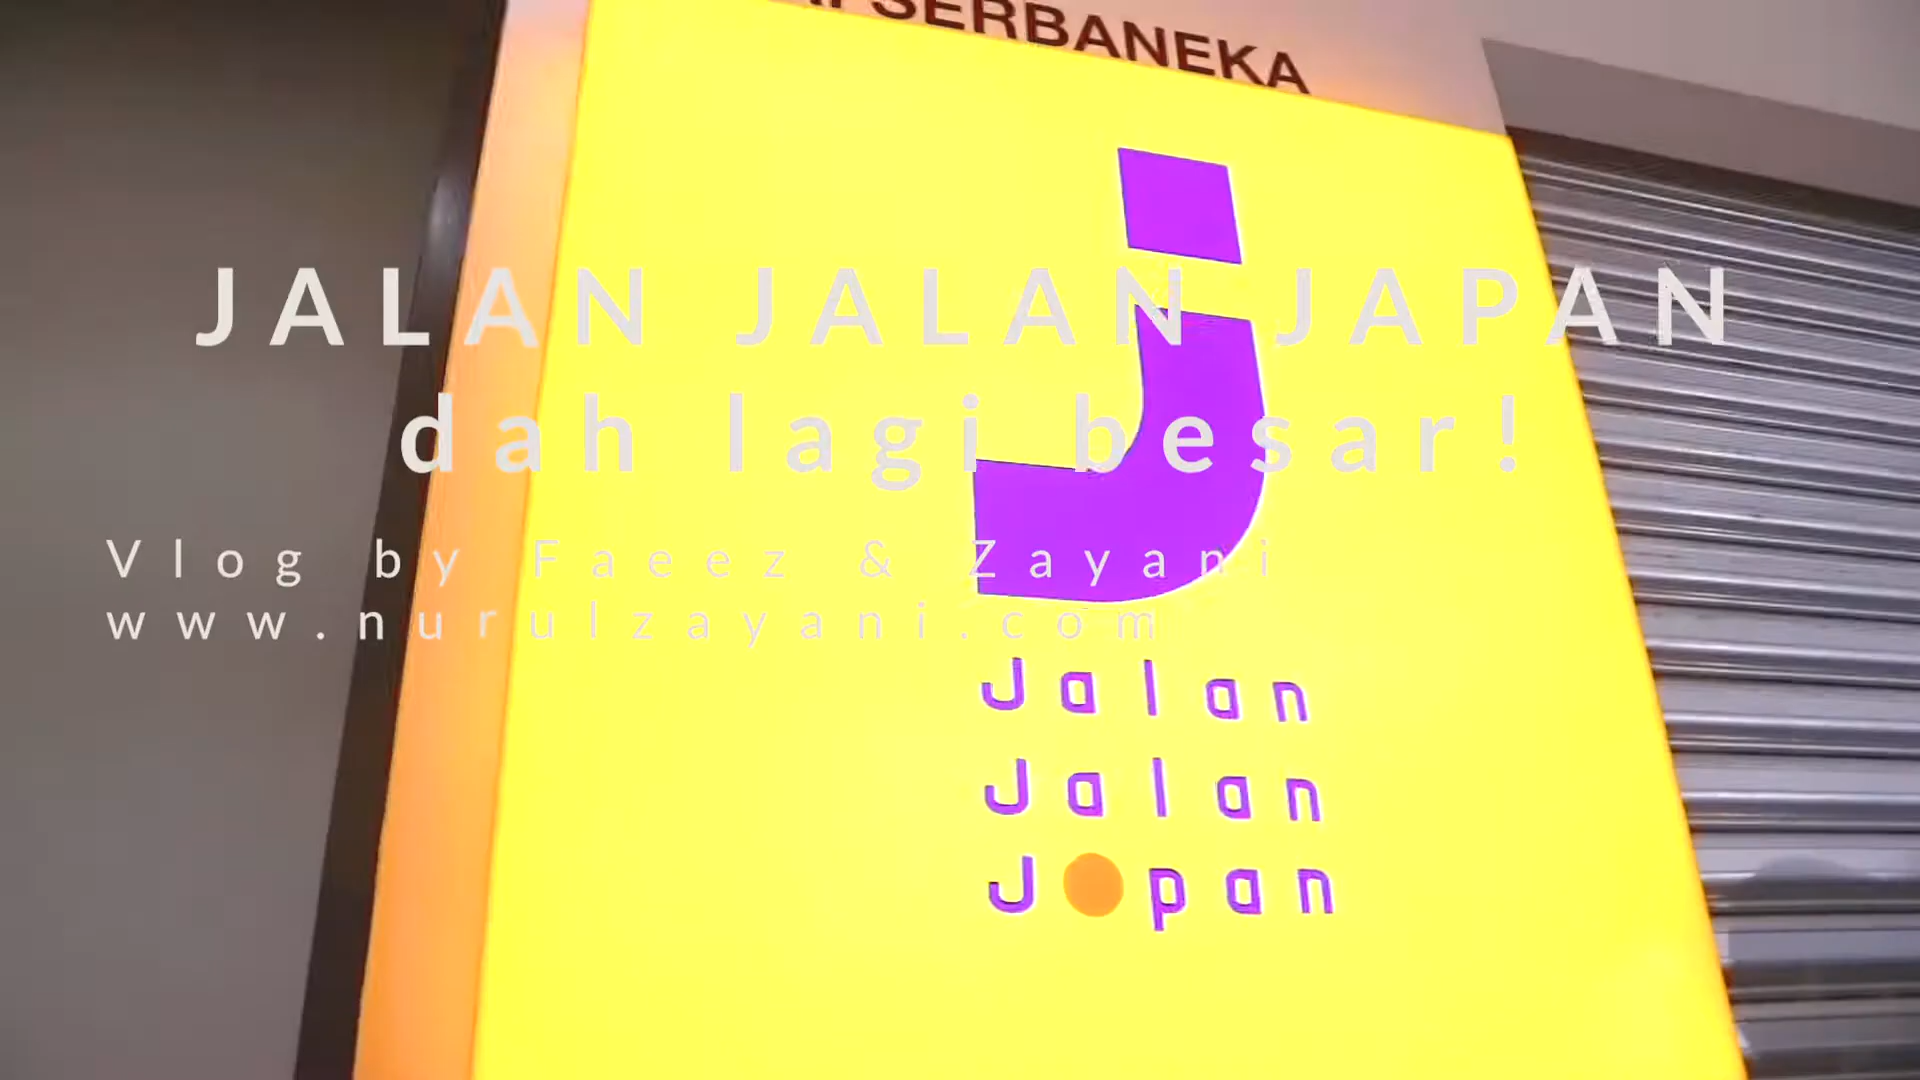 SERBANEKA
JALAN JALAN JAPAN
dah lagi besar!
Vlog by Faeez & Zayani
www.nurulzayani.com
j
Jalan
Jalan
Japan